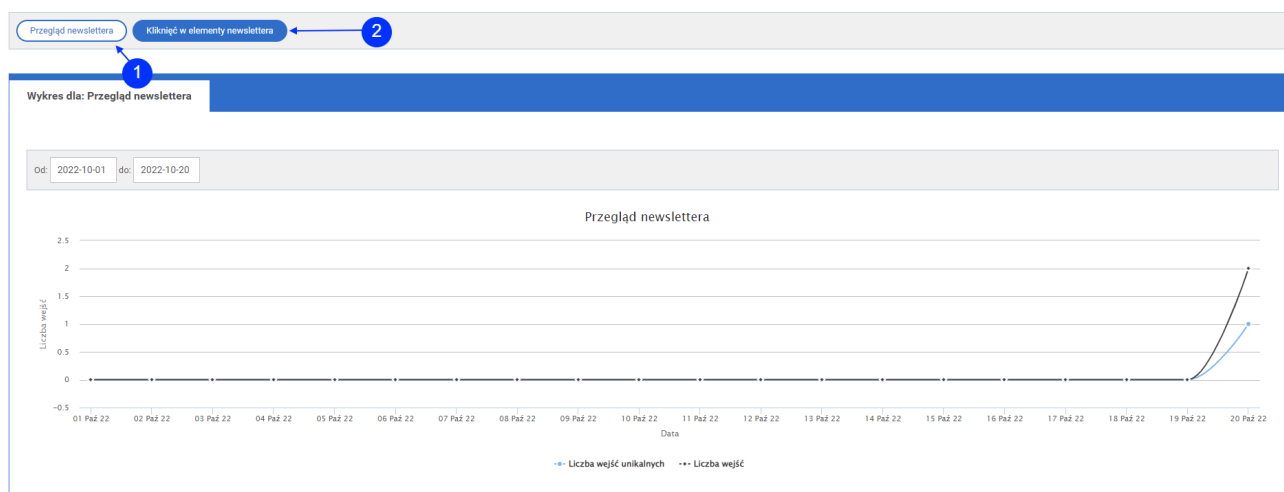 Przegląd newslettera Kliknięć w elementy newslettera 2
1
Wykres dla: Przegląd newslettera
Od: 2022-10-01 do: 2022-10-20
Przegląd newslettera
2.5
2
1.5
1
0.5
0
-0.5
Liczba wejść
01 Paź 22 02 Paź 22 03 Paź 22 04 Paź 22 05 Paź 22 06 Paź 22 07 Paź 22 08 Paź 22 09 Paź 22 10 Paź 22 11 Paź 22 12 Paź 22 13 Paź 22 14 Paź 22 15 Paź 22 16 Paź 22 17 Paź 22 18 Paź 22 19 Paź 22 20 Paź 22
Data
Liczba wejść unikalnych Liczba wejść